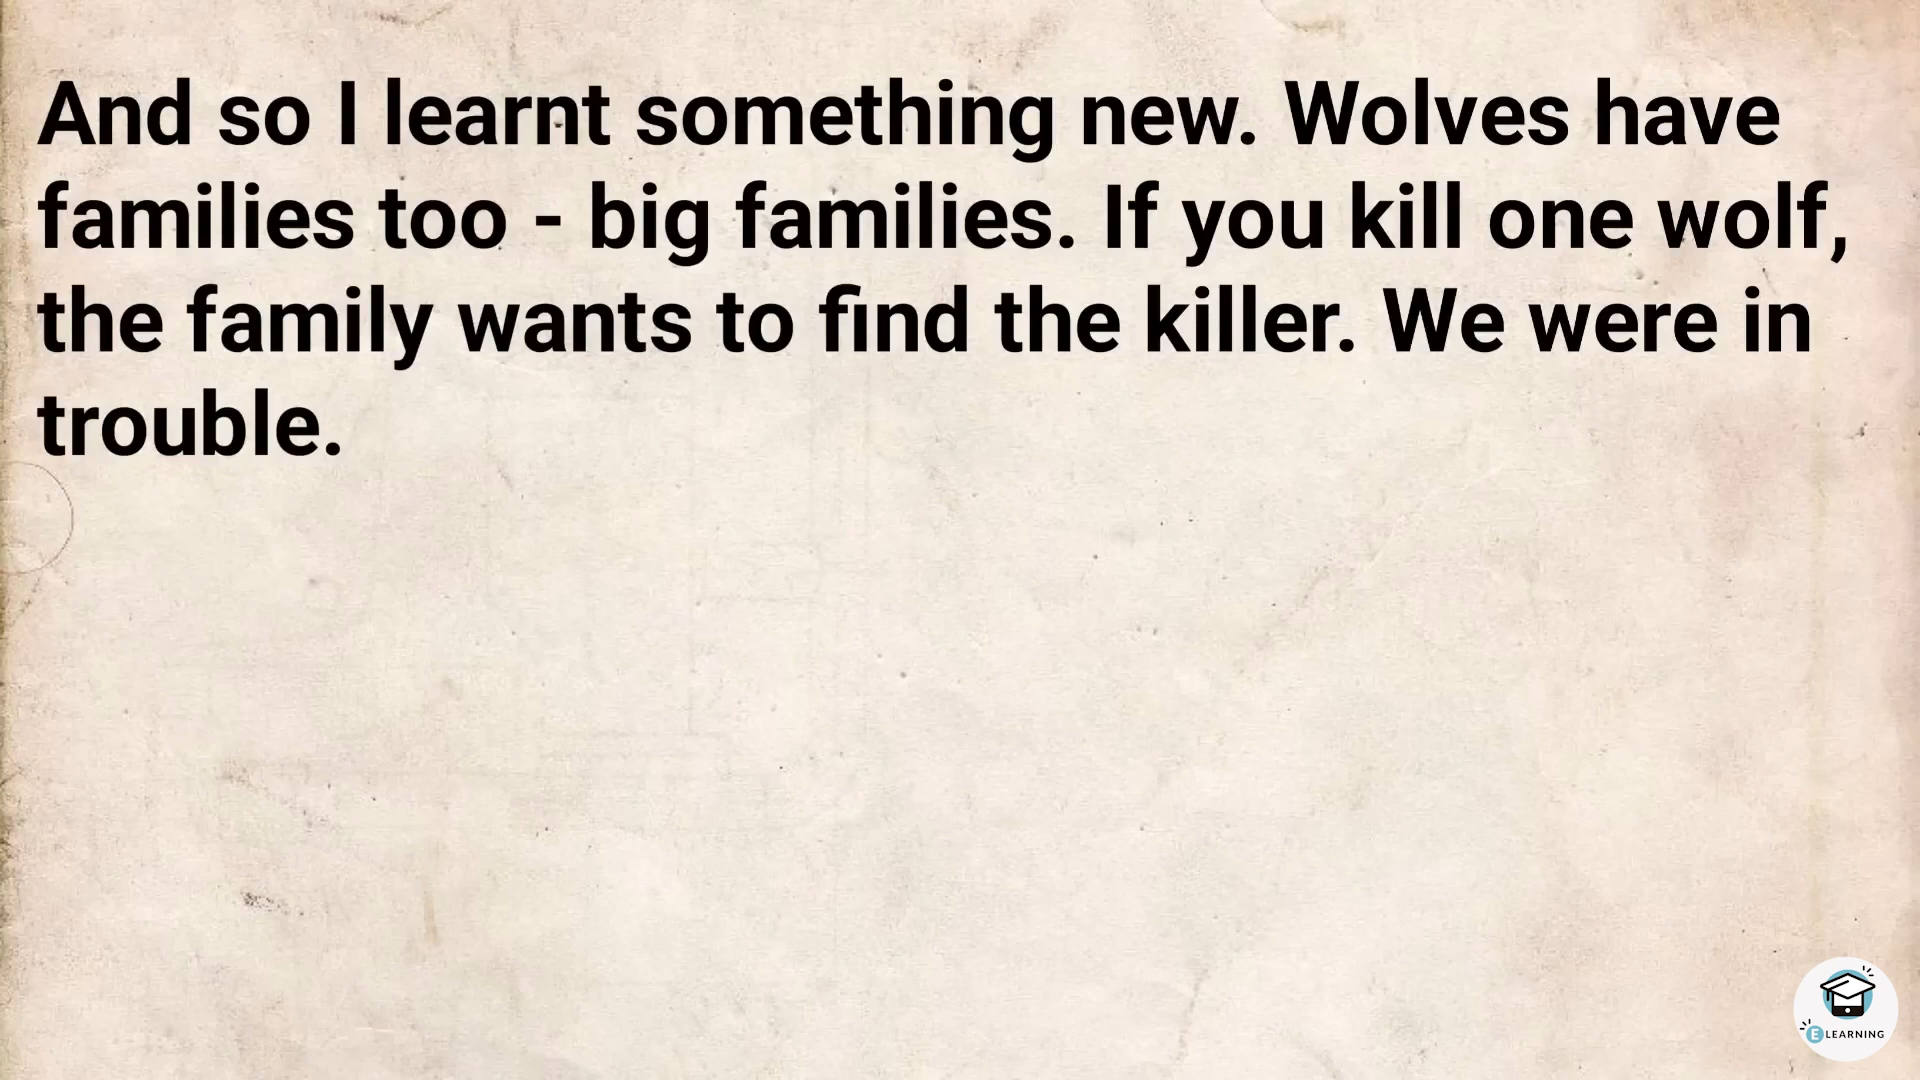 And so I learnt something new. Wolves have
families too - big families. If you kill one wolf,
the family wants to find the killer. We were in
trouble.
E LEARNING